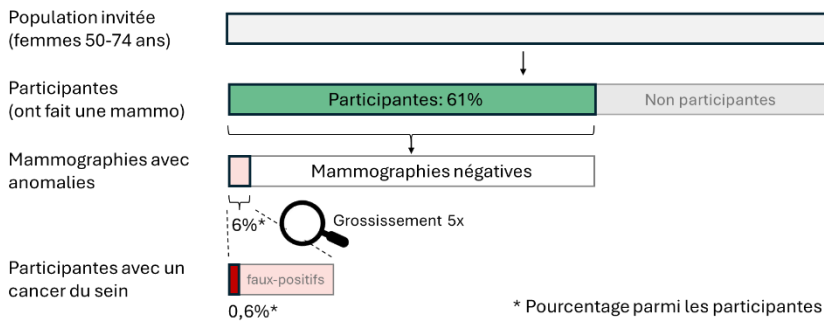 Population invitée
(femmes 50-74 ans)
Participantes
(ont fait une mammo)
Participantes: 61%
Non participantes
Mammographies avec
anomalies
Mammographies négatives
6%*
Grossissement 5x
Participantes avec un
cancer du sein
faux-positifs
0,6%*
* Pourcentage parmi les participantes